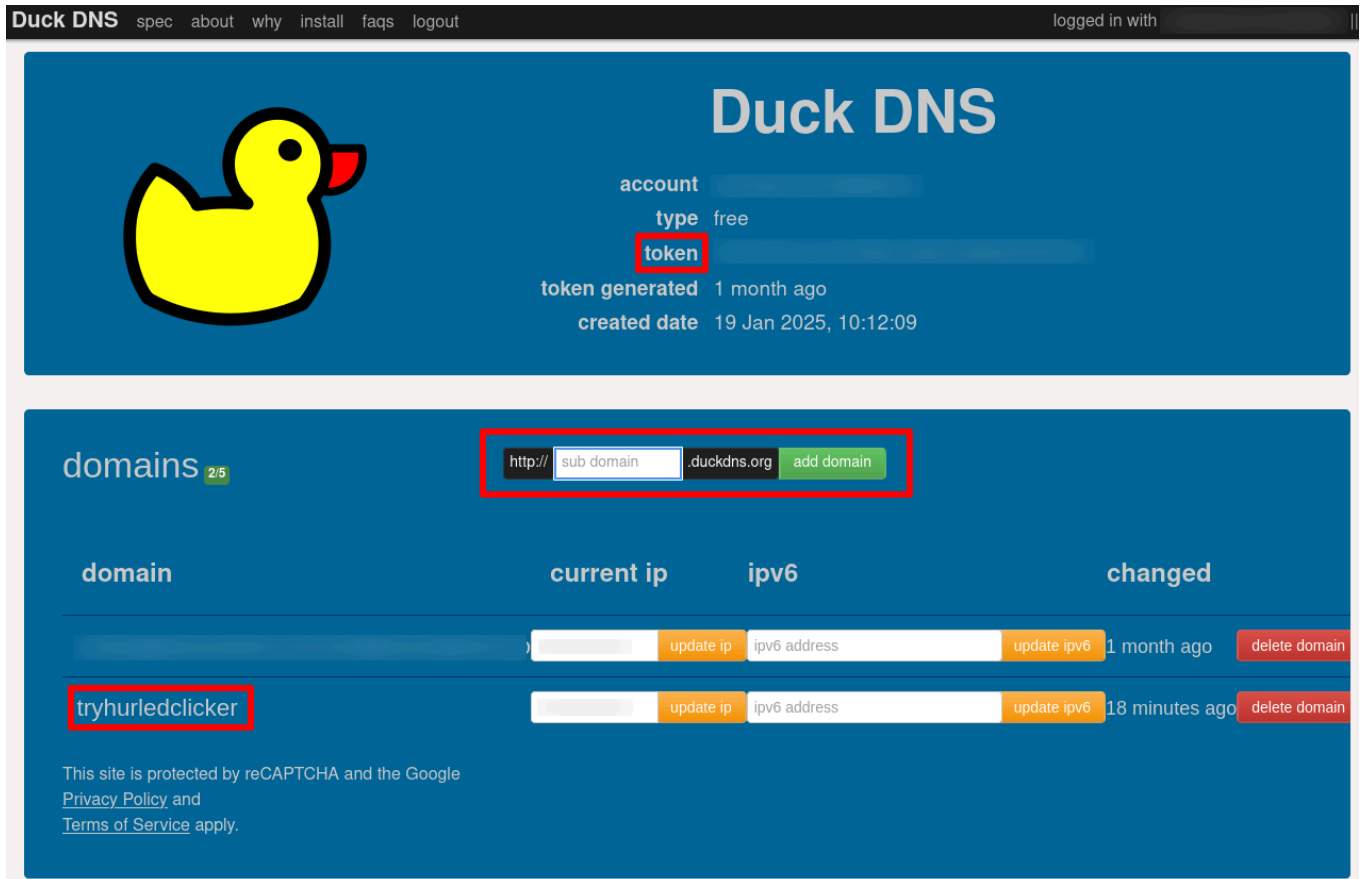 Duck DNS spec about why install faqs logout logged in with ||
Duck DNS
account
type free
token
token generated 1 month ago
created date 19 Jan 2025, 10:12:09
domains 2/5 http:// sub domain .duckdns.org add domain
domain current ip ipv6 changed
update ip ipv6 address update ipv6 1 month ago delete domain
tryhurledclicker update ip ipv6 address update ipv6 18 minutes ago delete domain
This site is protected by reCAPTCHA and the Google
Privacy Policy and
Terms of Service apply.